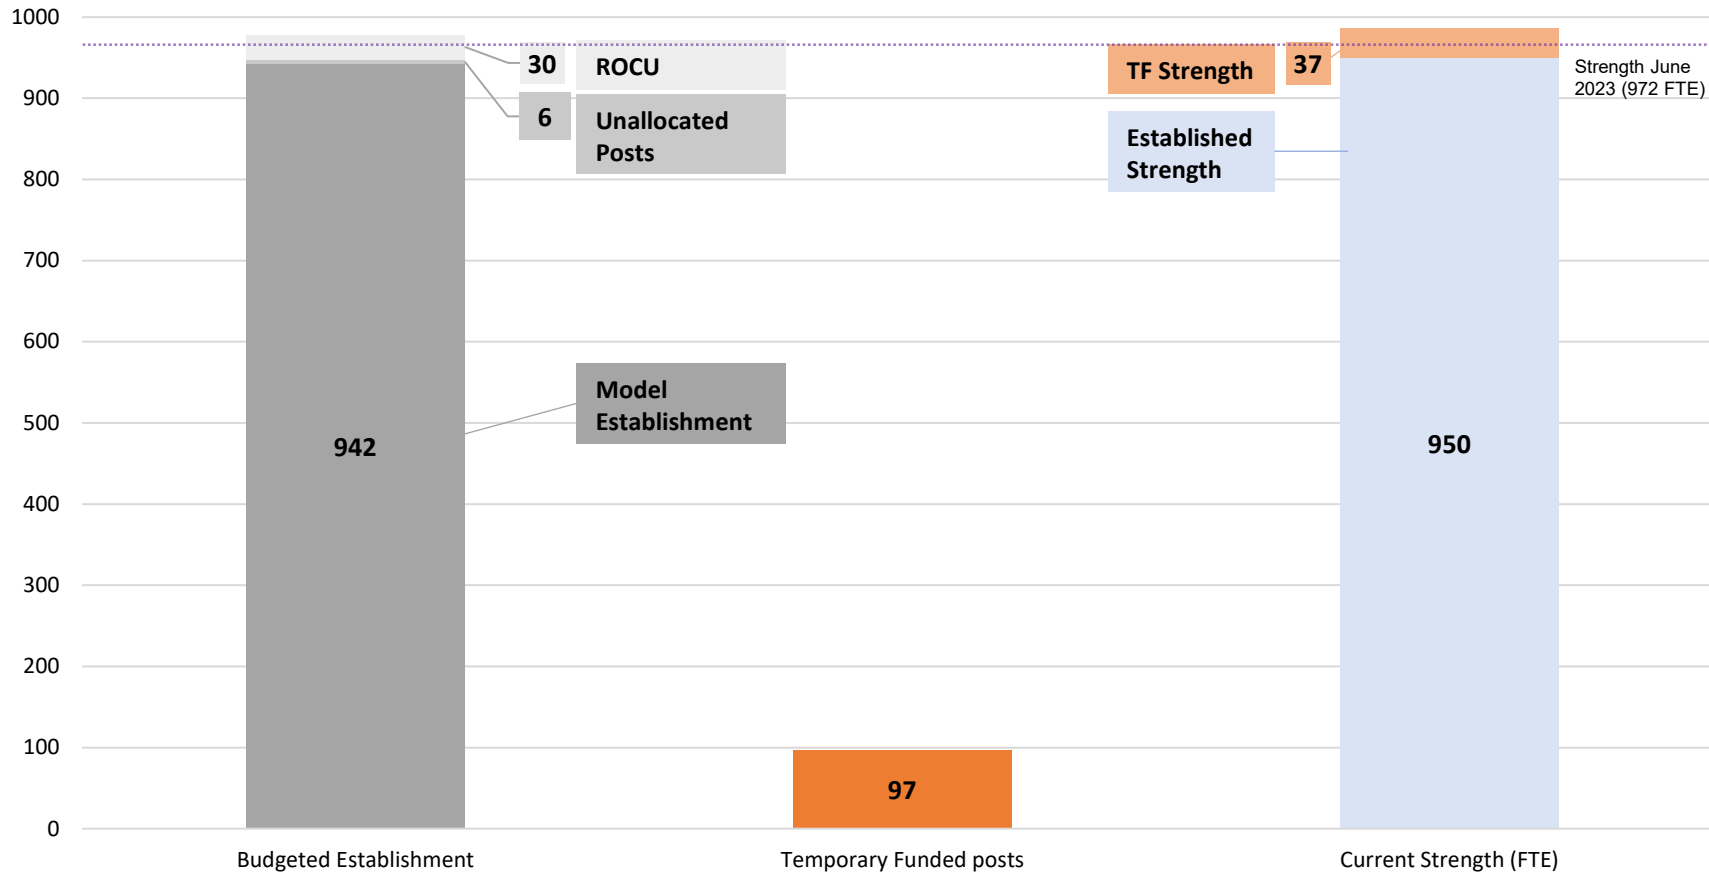 1000
900
800
700
600
500
400
300
200
100
0
942
30
ROCU
6
Unallocated
Posts
Model
Establishment
97
TF Strength
37
Established
Strength
950
Strength June
2023 (972 FTE)
Budgeted Establishment
Temporary Funded posts
Current Strength (FTE)